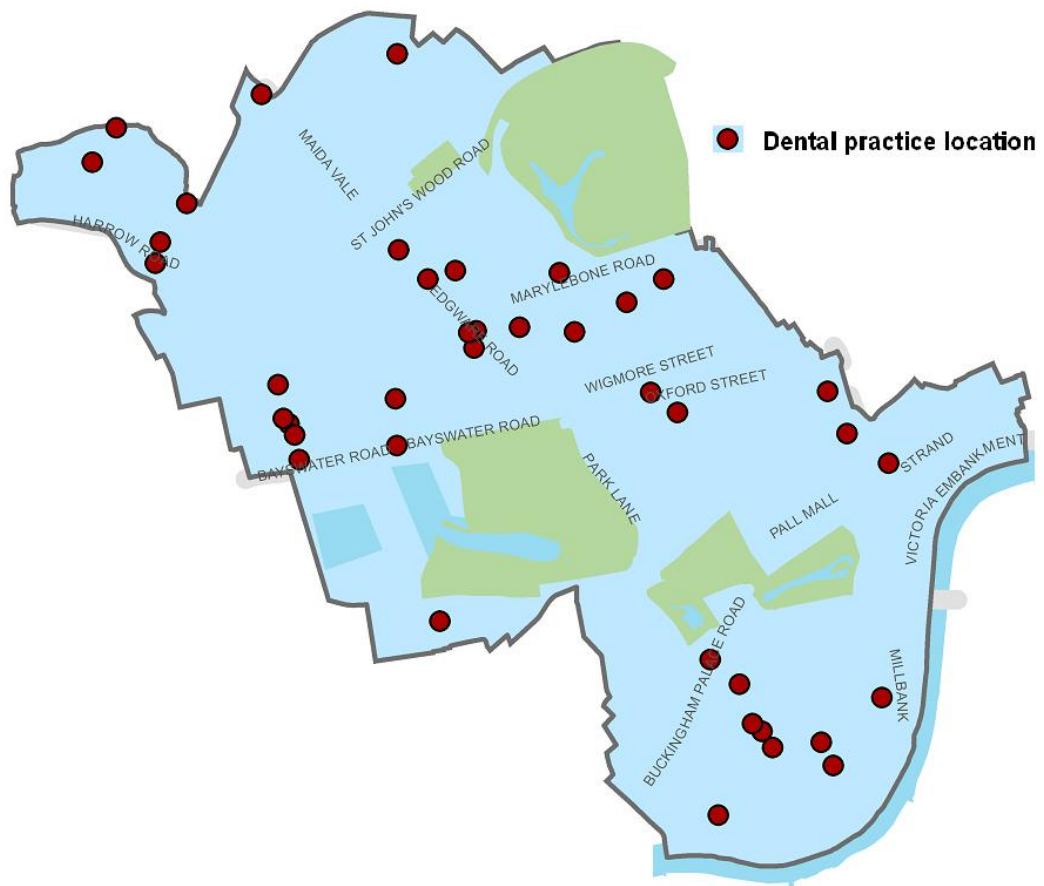 Dental practice location
MAIDA VALE
ST JOHN'S WOOD ROAD
HARROW ROAD
MARYLEBONE ROAD
EDGWARE ROAD
WIGMORE STREET
OXFORD STREET
BAYSWATER ROAD
BAYSWATER ROAD
PARK LANE
STRAND
VICTORIA EMBANKMENT
PALL MALL
BUCKINGHAM PALACE ROAD
MILLBANK